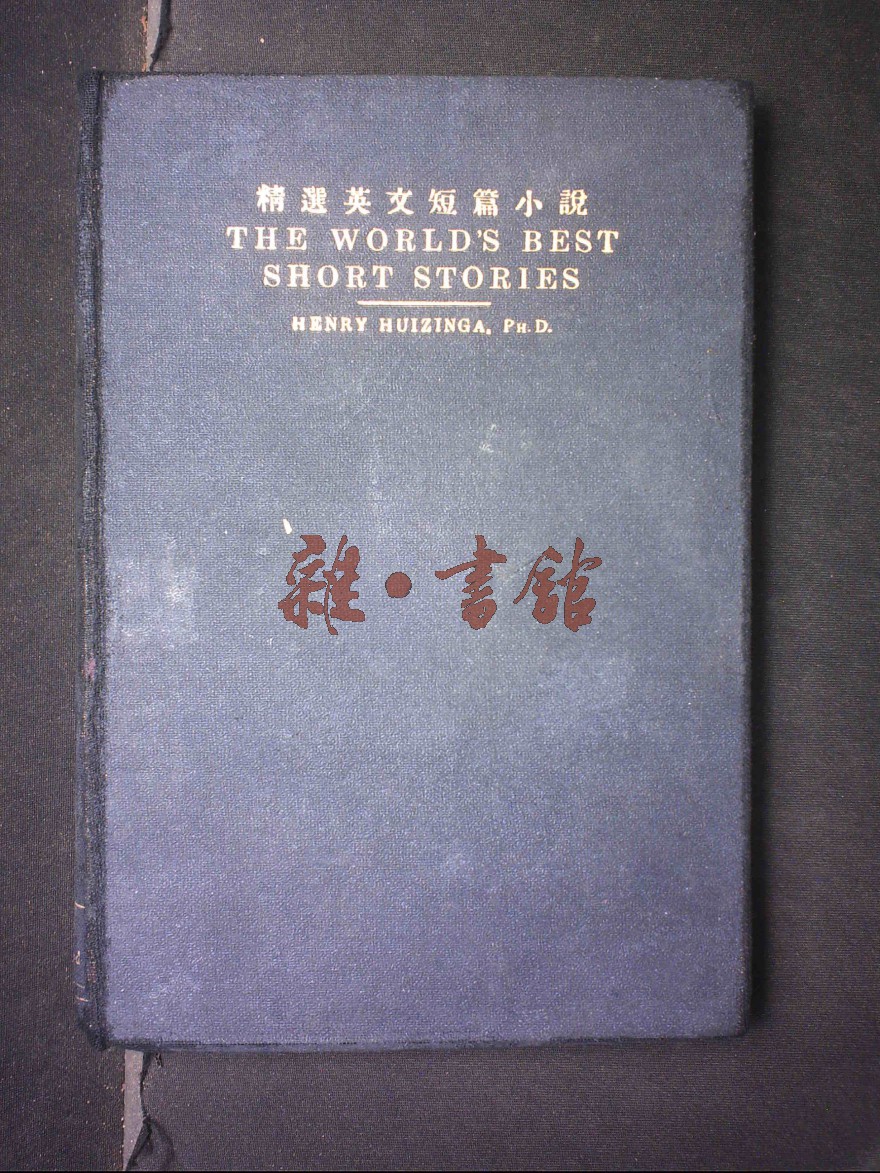 精選英文短篇小說
THE WORLD'S BEST
SHORT STORIES
HENRY HUIZINGA, PH. D.
雜·書館